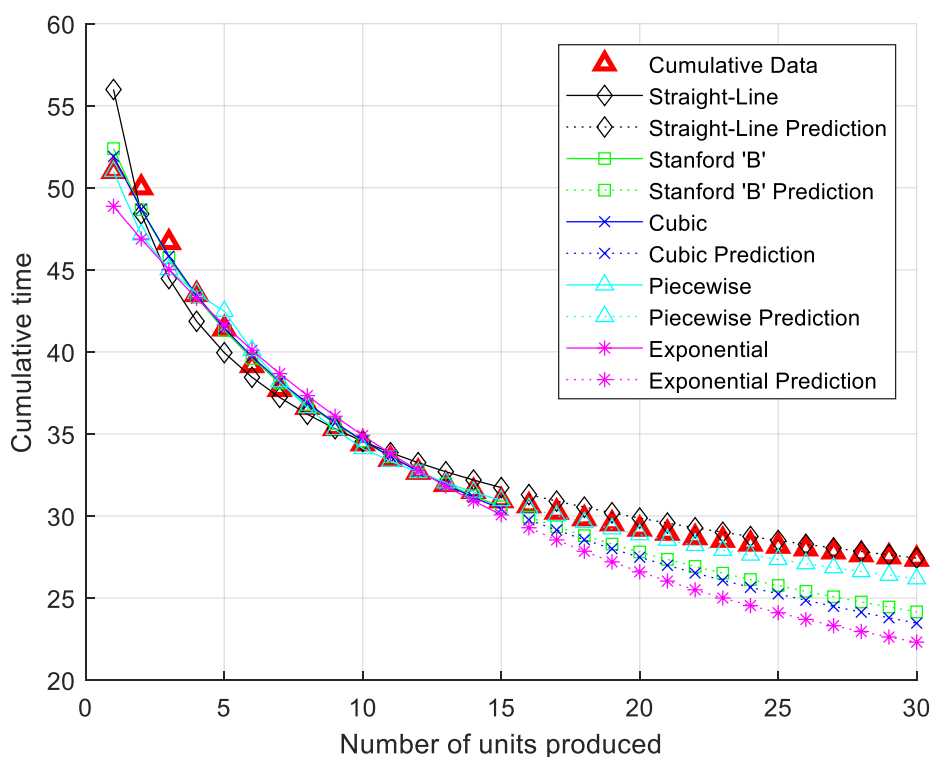 60
55
50
45
40
35
30
25
20
0
5
10
15
20
25
30
Cumulative time
Number of units produced
Cumulative Data
Straight-Line
Straight-Line Prediction
Stanford 'B'
Stanford 'B' Prediction
Cubic
Cubic Prediction
Piecewise
Piecewise Prediction
Exponential
Exponential Prediction